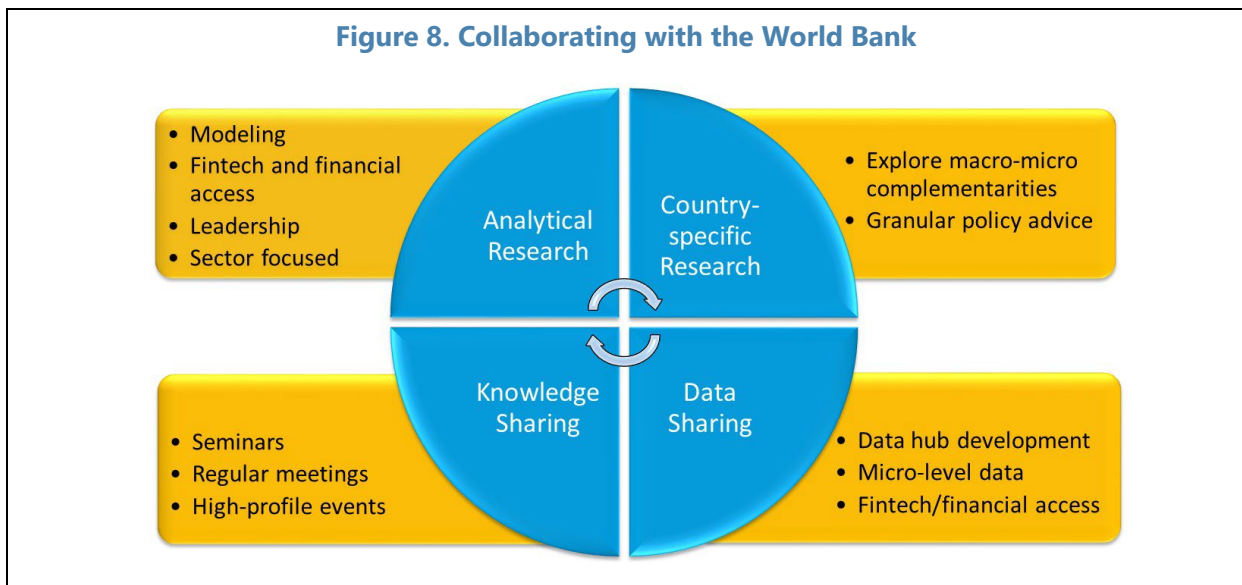 Figure 8. Collaborating with the World Bank
• Modeling
• Fintech and financial
access
• Leadership
• Sector focused
Analytical
Research
Country-
specific
Research
• Explore macro-micro
complementarities
• Granular policy advice
• Seminars
• Regular meetings
• High-profile events
Knowledge
Sharing
Data
Sharing
• Data hub development
• Micro-level data
• Fintech/financial access